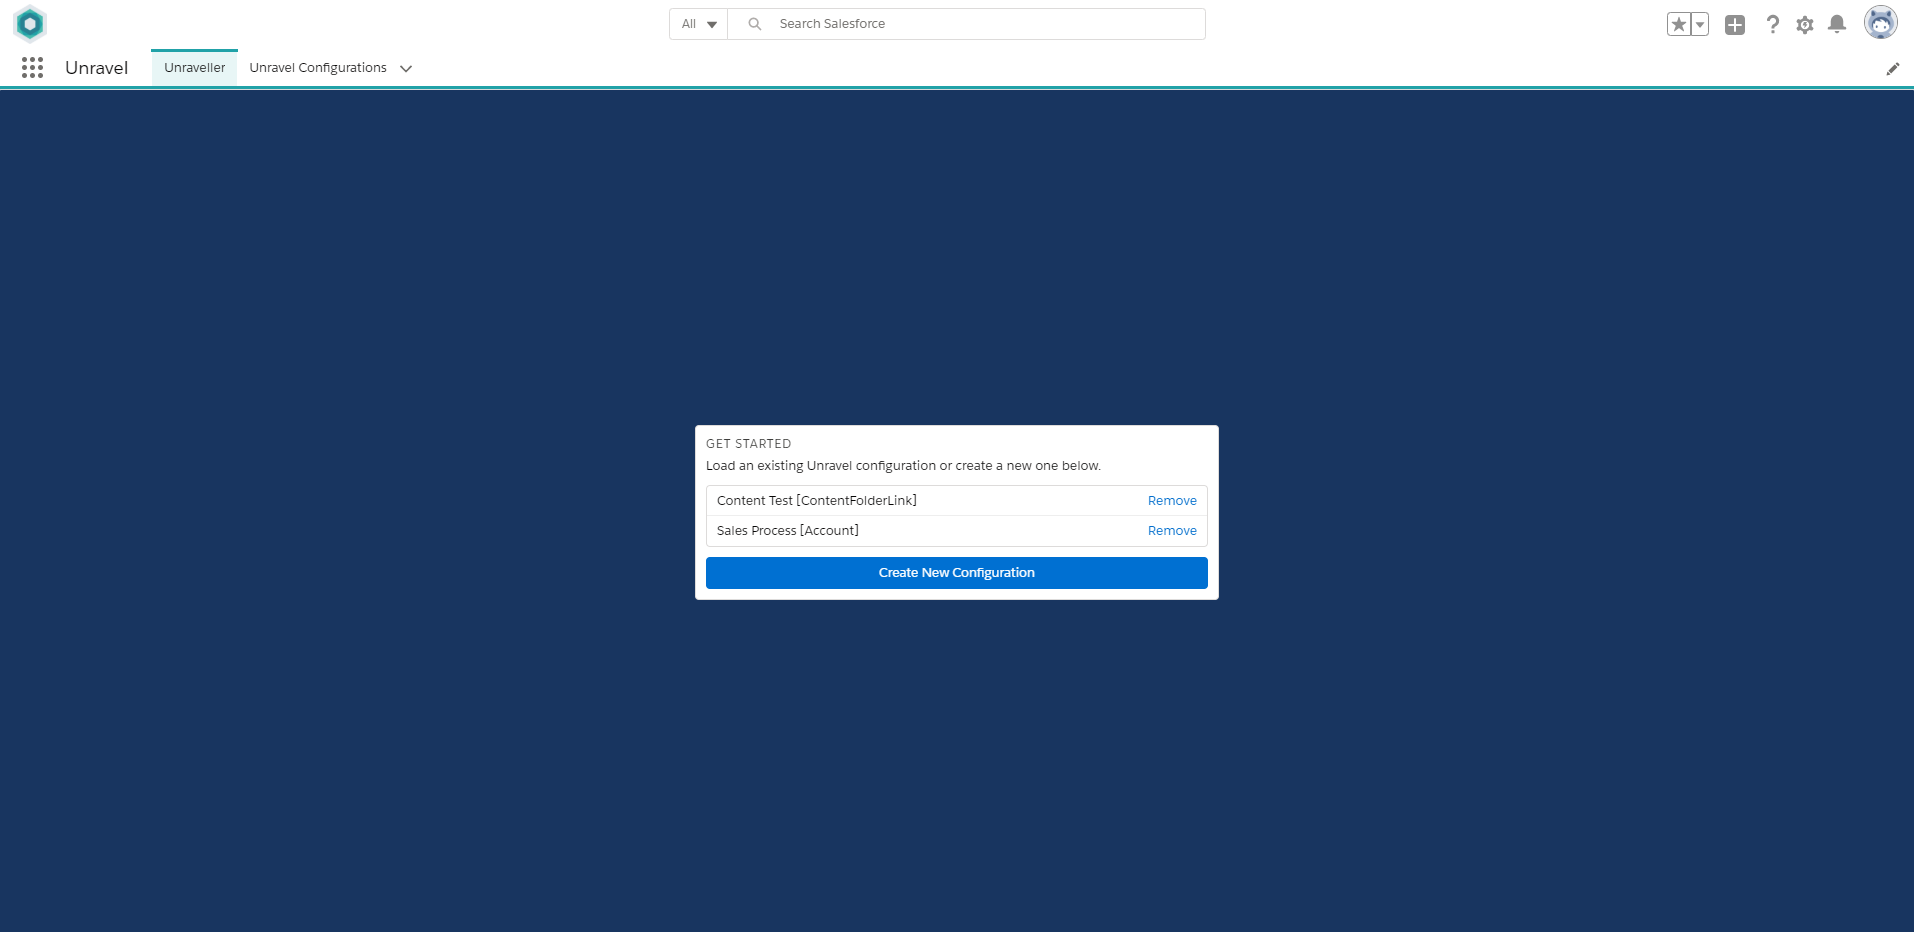 All
Search Salesforce
Unravel
Unraveller
Unravel Configurations
GET STARTED
Load an existing Unravel configuration or create a new one below.
Content Test [ContentFolderLink] Remove
Sales Process [Account] Remove
Create New Configuration